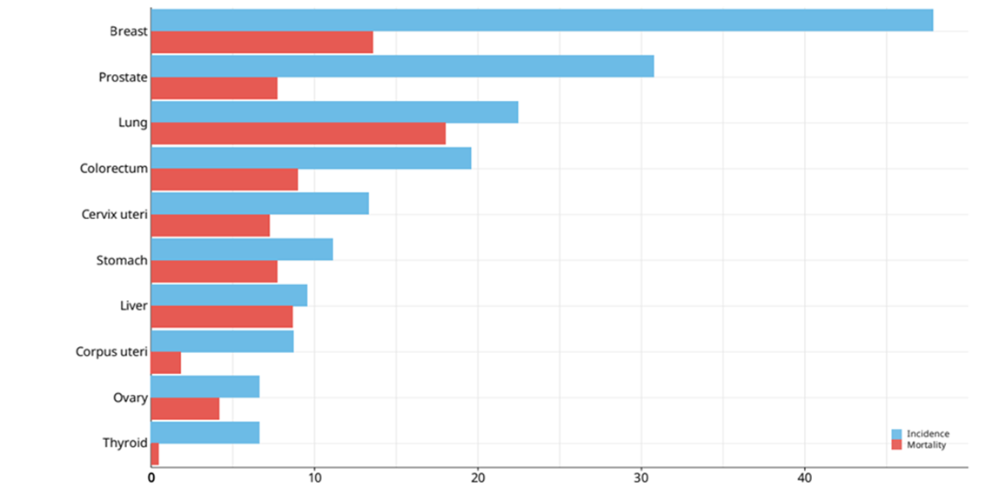 Breast
Prostate
Lung
Colorectum
Cervix uteri
Stomach
Liver
Corpus uteri
Ovary
Thyroid
Incidence
Mortality
0 10 20 30 40